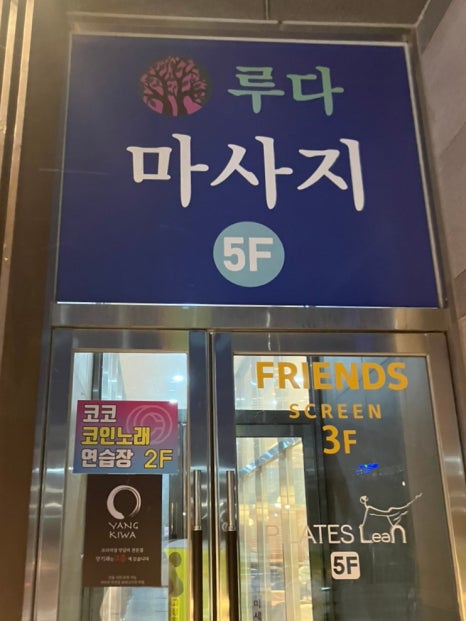 루다
마사지
5F
FRIENDS
SCREEN
3F
코코
코인노래
연습장 2F
YANG
KIWA
PILATES Lean
5F